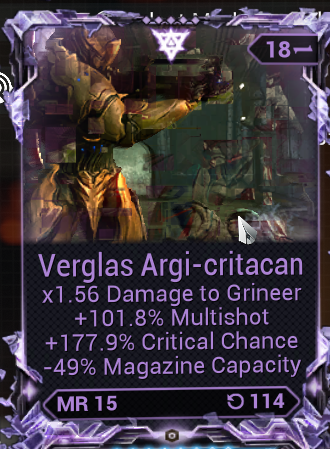 18
Verglas Argi-critacan
x1.56 Damage to Grineer
+101.8% Multishot
+177.9% Critical Chance
-49% Magazine Capacity
MR 15
114